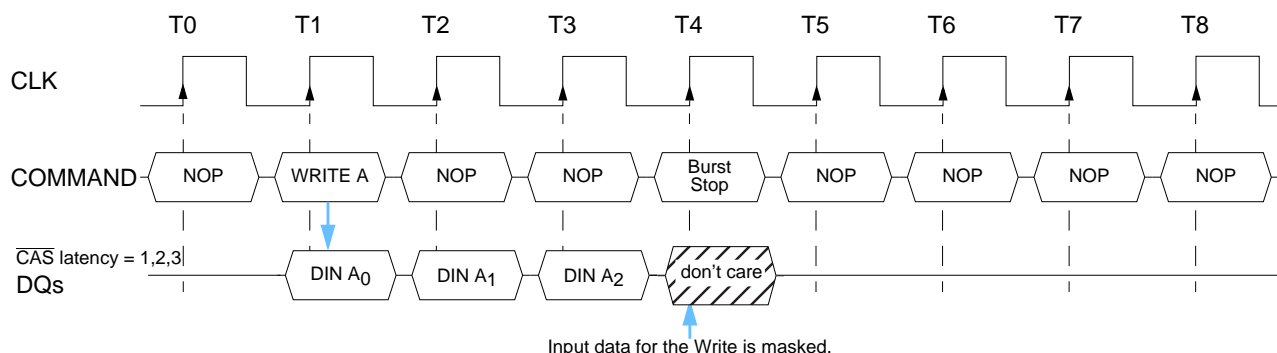 T0 T1 T2 T3 T4 T5 T6 T7 T8
CLK
COMMAND NOP WRITE A NOP NOP Burst Stop NOP NOP NOP NOP
CAS latency = 1,2,3
DQs DIN A0 DIN A1 DIN A2 don't care
Input data for the Write is masked.